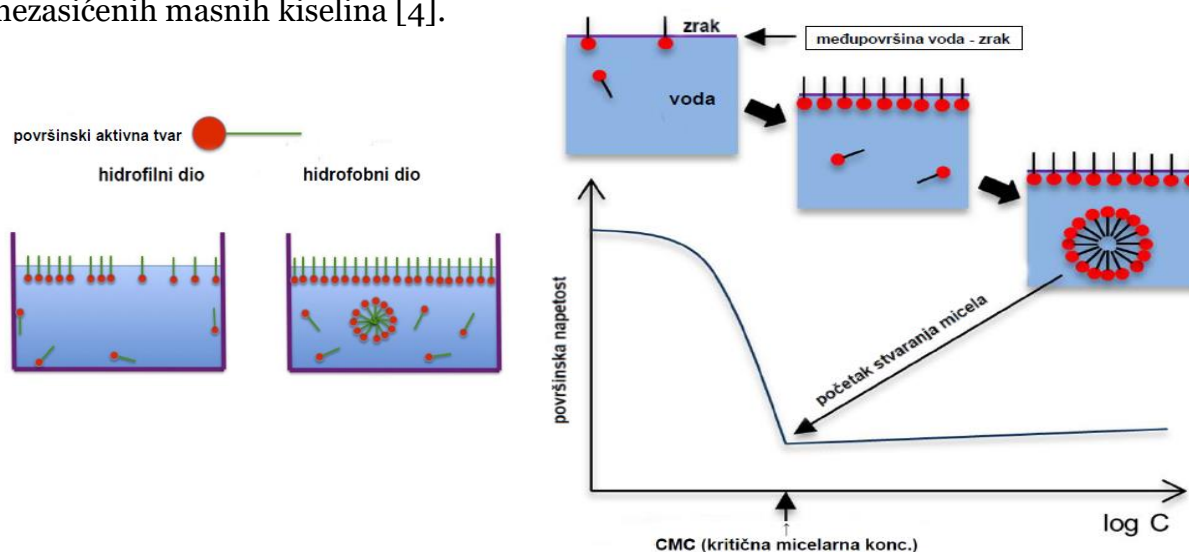 nezasićenih masnih kiselina [4].
površinski aktivna tvar
hidrofilni dio
hidrofobni dio
zrak
međupovršina voda - zrak
voda
površinska napetost
početak stvaranja micela
log C
CMC (kritična micelarna konc.)